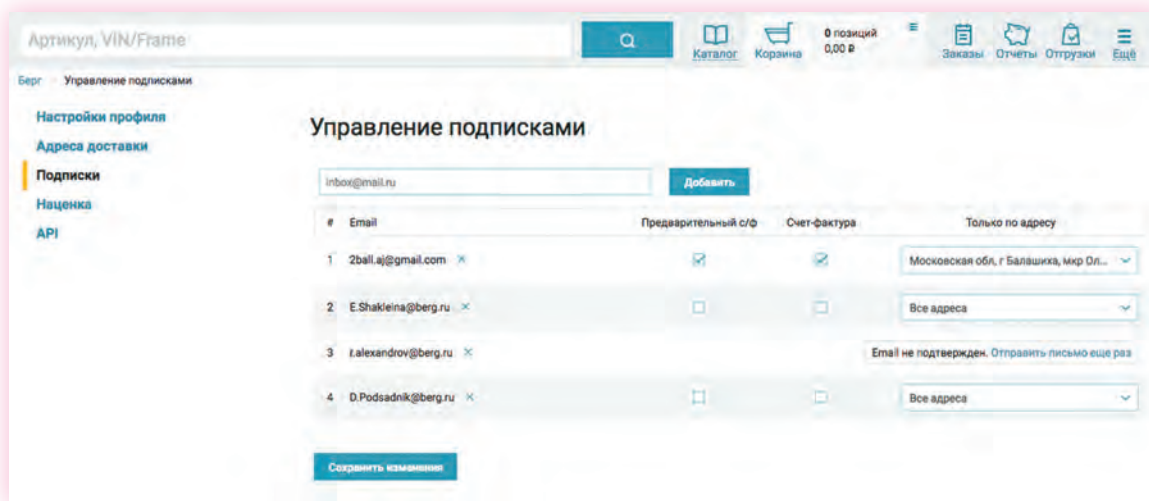 Артикул, VIN/Frame
Каталог
Корзина
0 позиций
0,00 ₽
Заказы
Отчеты
Отгрузки
Ещё
Берг Управление подписками
Настройки профиля
Адреса доставки
Подписки
Наценка
API
Управление подписками
inbox@mail.ru
Добавить
# Email Предварительный с/ф Счет-фактура Только по адресу
1 2ball.aj@gmail.com × Московская обл, г Балашиха, мкр Ол...
2 E.Shakleina@berg.ru × Все адреса
3 r.alexandrov@berg.ru × Email не подтвержден. Отправить письмо еще раз
4 D.Podsadnik@berg.ru × Все адреса
Сохранить изменения